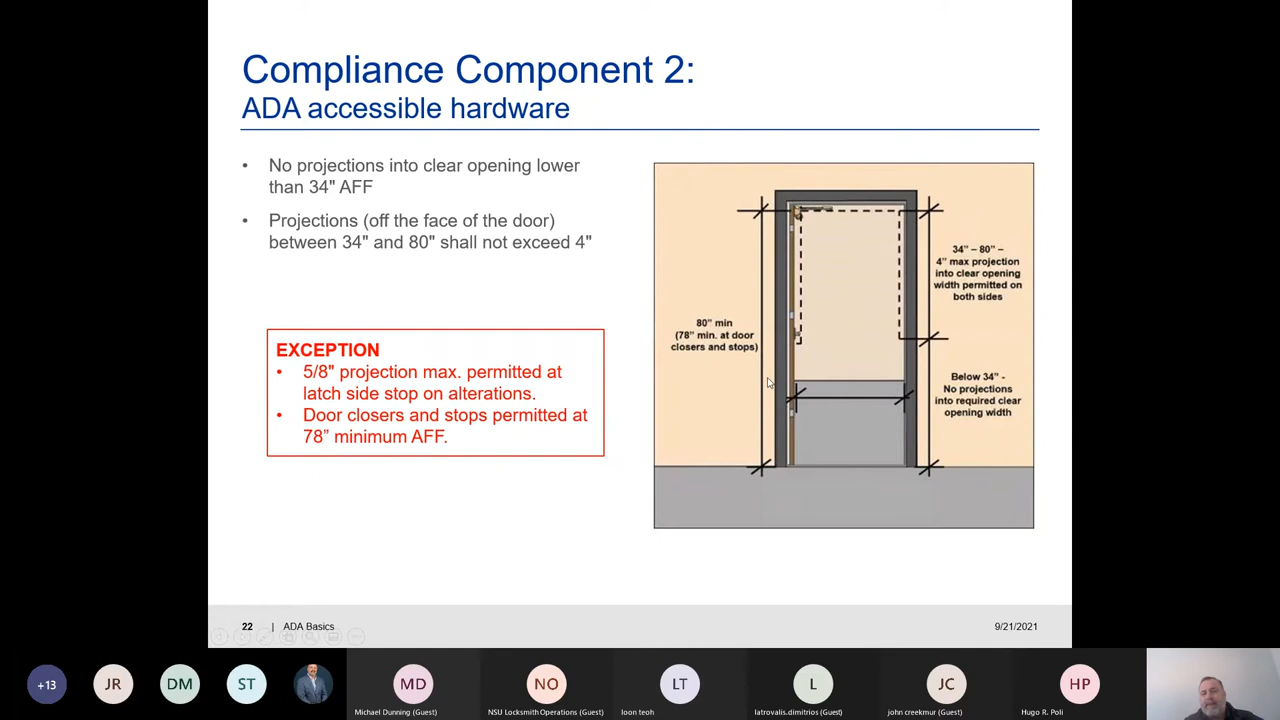 Compliance Component 2:
ADA accessible hardware
• No projections into clear opening lower
than 34" AFF
• Projections (off the face of the door)
between 34" and 80" shall not exceed 4"
EXCEPTION
• 5/8" projection max. permitted at
latch side stop on alterations.
• Door closers and stops permitted at
78” minimum AFF.
80” min
(78” min. at door
closers and stops)
34” – 80” –
4” max projection
into clear opening
width permitted on
both sides
Below 34” -
No projections
into required clear
opening width
22 | ADA Basics
9/21/2021
+13
JR
DM
ST
MD
NO
LT
L
JC
HP
Michael Dunning (Guest)
NSU Locksmith Operations (Guest)
loon teoh
Iatrovalis.dimitrios (Guest)
john creekmur (Guest)
Hugo R. Poli